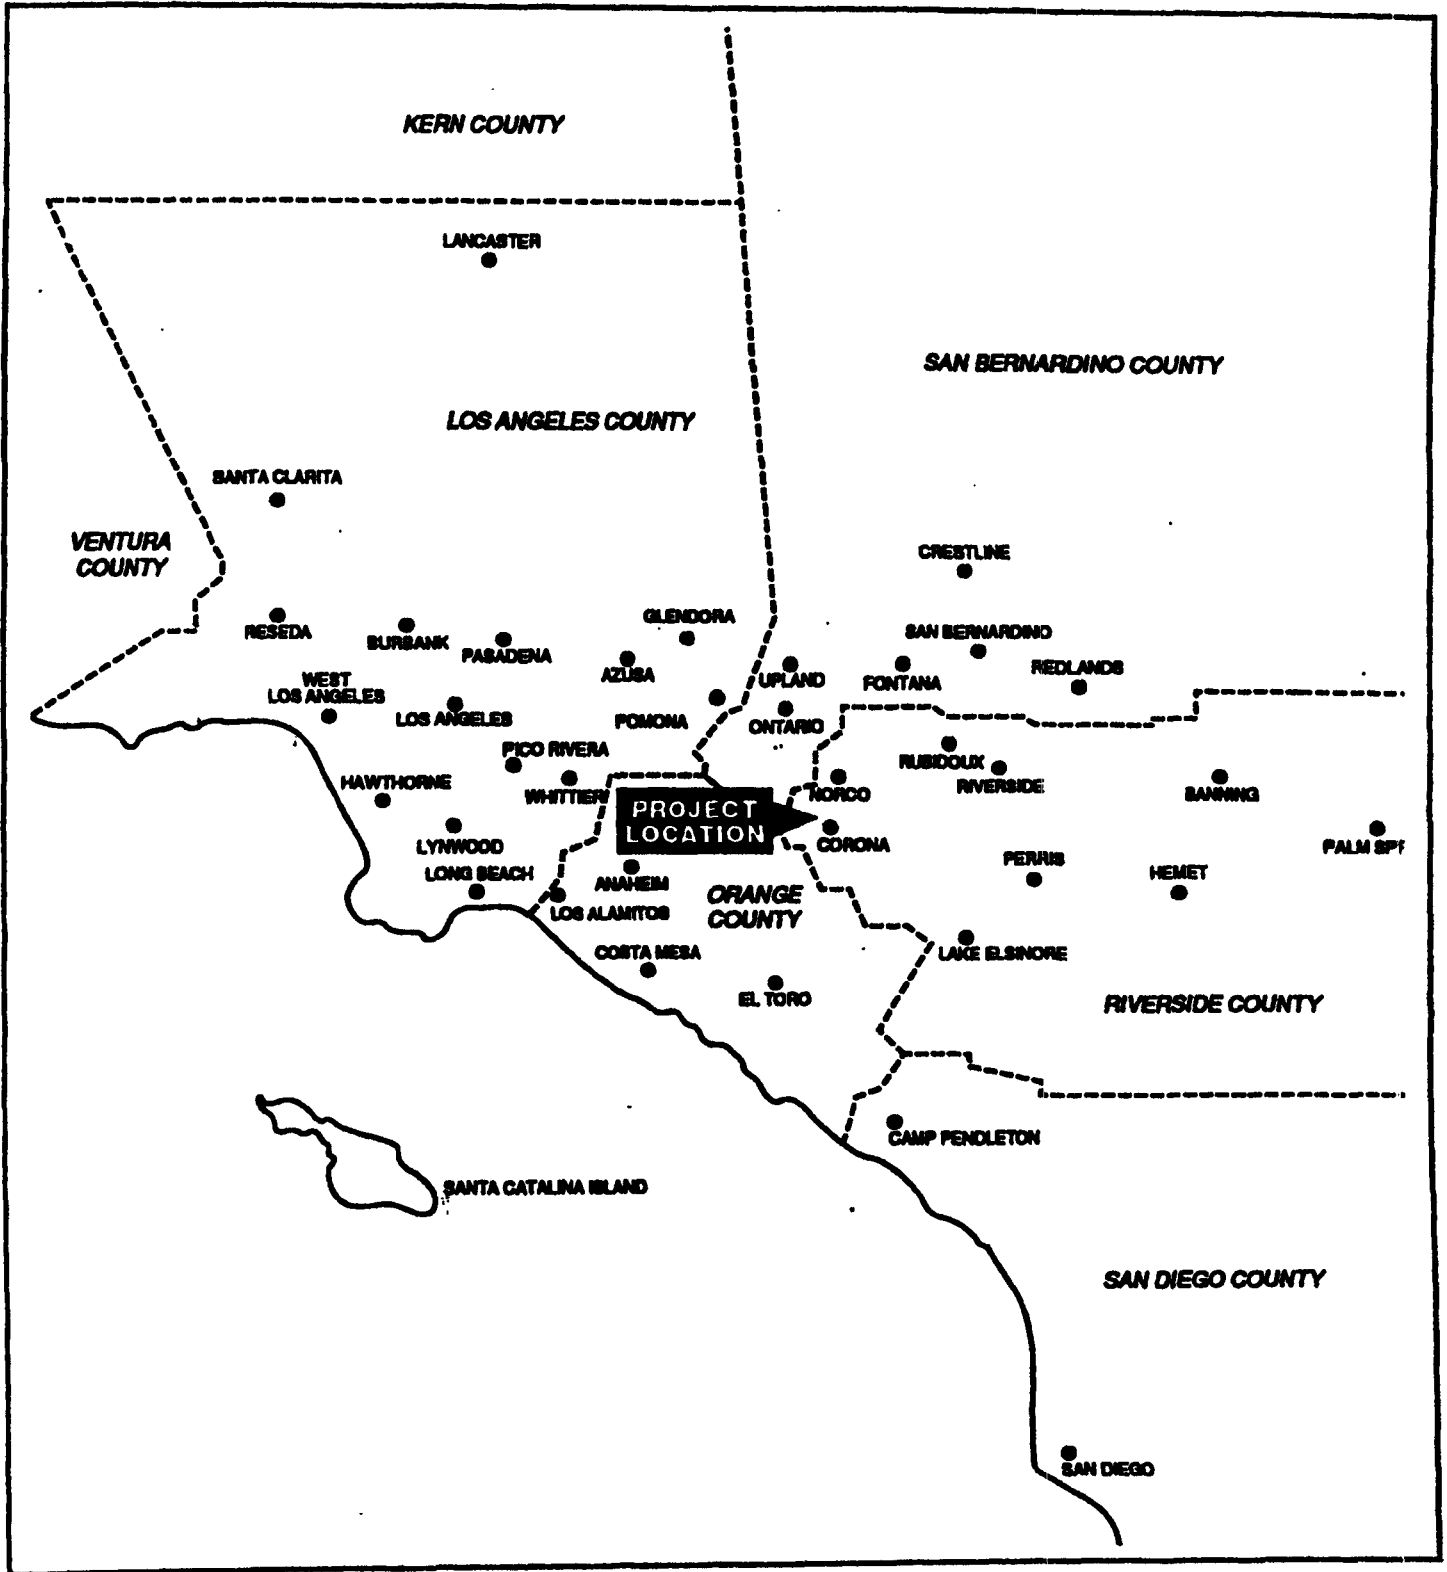 KERN COUNTY
LANCASTER
SAN BERNARDINO COUNTY
LOS ANGELES COUNTY
SANTA CLARITA
VENTURA
COUNTY
CRESTLINE
GLENDORA
RESEDA
BURBANK
PASADENA
SAN BERNARDINO
AZUSA
UPLAND
FONTANA
REDLANDS
WEST
LOS ANGELES
LOS ANGELES
POMONA
ONTARIO
PICO RIVERA
RUBIDOUX
HAWTHORNE
WHITTIER
NORCO
RIVERSIDE
BANNING
PROJECT
LOCATION
LYNWOOD
CORONA
PALM SPR
PERRIS
LONG BEACH
ANAHEIM
HEMET
ORANGE
COUNTY
LOS ALAMITOS
COSTA MESA
LAKE ELSINORE
EL TORO
RIVERSIDE COUNTY
CAMP PENDLETON
SANTA CATALINA ISLAND
SAN DIEGO COUNTY
SAN DIEGO